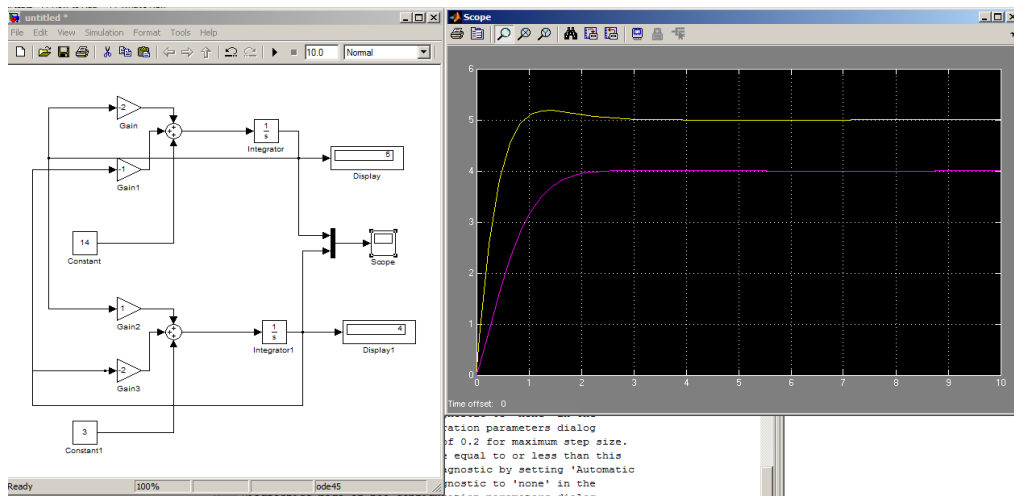 untitled *
File Edit View Simulation Format Tools Help
10.0 Normal
-2
Gain
1
s
Integrator
5
Display
-1
Gain1
14
Constant
Scope
1
Gain2
1
s
Integrator1
4
Display1
-2
Gain3
3
Constant1
Ready 100% ode45
Scope
6
5
4
3
2
1
0
0 1 2 3 4 5 6 7 8 9 10
Time offset: 0
ration parameters dialog
of 0.2 for maximum step size.
equal to or less than this
agnostic by setting 'Automatic
gnostic to 'none' in the